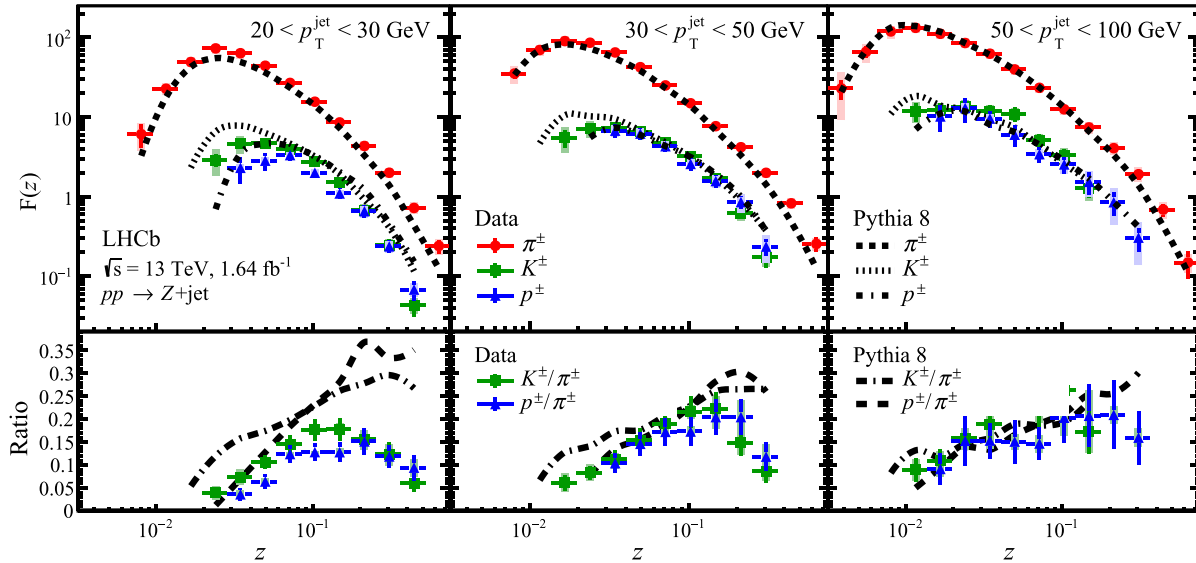 20 < p_T^jet < 30 GeV
30 < p_T^jet < 50 GeV
50 < p_T^jet < 100 GeV
F(z)
10²
10
1
10⁻¹
LHCb
√s = 13 TeV, 1.64 fb⁻¹
pp → Z+jet
Data
π±
K±
p±
Pythia 8
π±
K±
p±
Ratio
0.35
0.3
0.25
0.2
0.15
0.1
0.05
0
Data
K±/π±
p±/π±
Pythia 8
K±/π±
p±/π±
10⁻² 10⁻¹ 10⁻² 10⁻¹ 10⁻² 10⁻¹
z z z